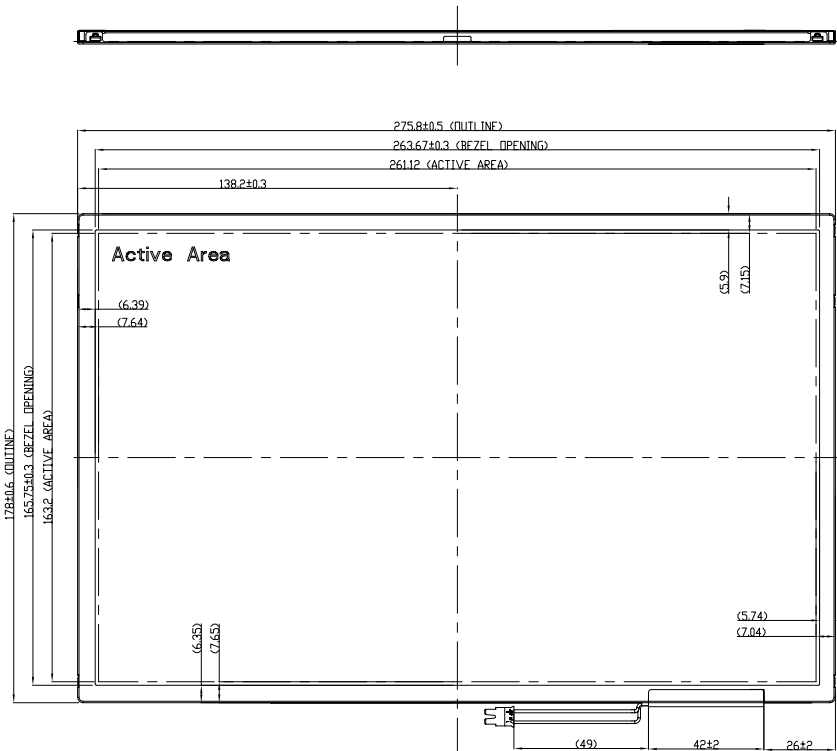 275.8±0.5 (OUTLINE)
263.67±0.3 (BEZEL OPENING)
261.12 (ACTIVE AREA)
138.2±0.3
Active Area
(5.9)
(7.15)
(6.39)
(7.64)
178±0.6 (OUTINE)
165.75±0.3 (BEZEL OPENING)
163.2 (ACTIVE AREA)
(5.74)
(7.04)
(6.35)
(7.65)
(49)
42±2
26±2